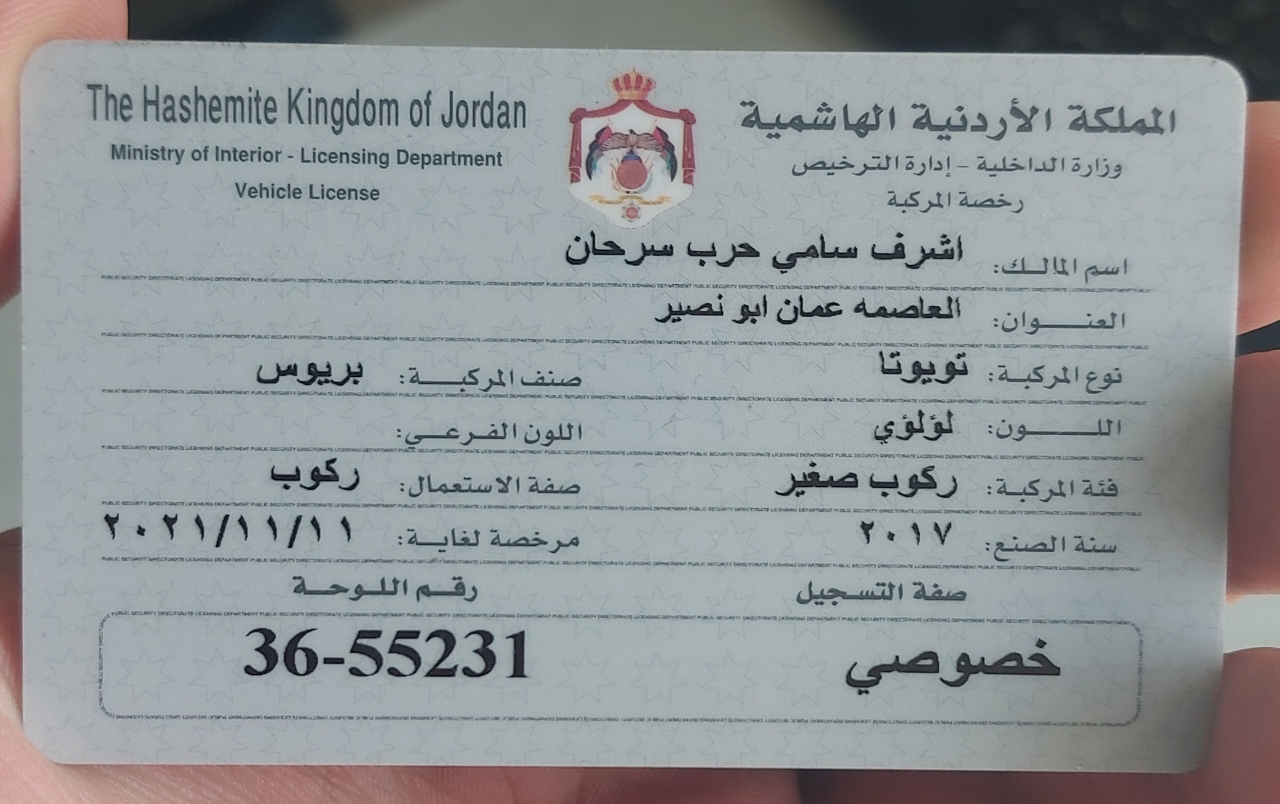 المملكة الأردنية الهاشمية
The Hashemite Kingdom of Jordan
وزارة الداخلية - إدارة الترخيص
Ministry of Interior - Licensing Department
رخصة المركبة
Vehicle License
اسم المالك: اشرف سامي حرب سرحان
العنوان: العاصمه عمان ابو نصير
نوع المركبة: تويوتا صنف المركبة: بريوس
اللون: لؤلؤي اللون الفرعي:
فئة المركبة: ركوب صغير صفة الاستعمال: ركوب
سنة الصنع: ٢٠١٧ مرخصة لغاية: ٢٠٢١/١١/١١
صفة التسجيل رقم اللوحة
خصوصي 36-55231